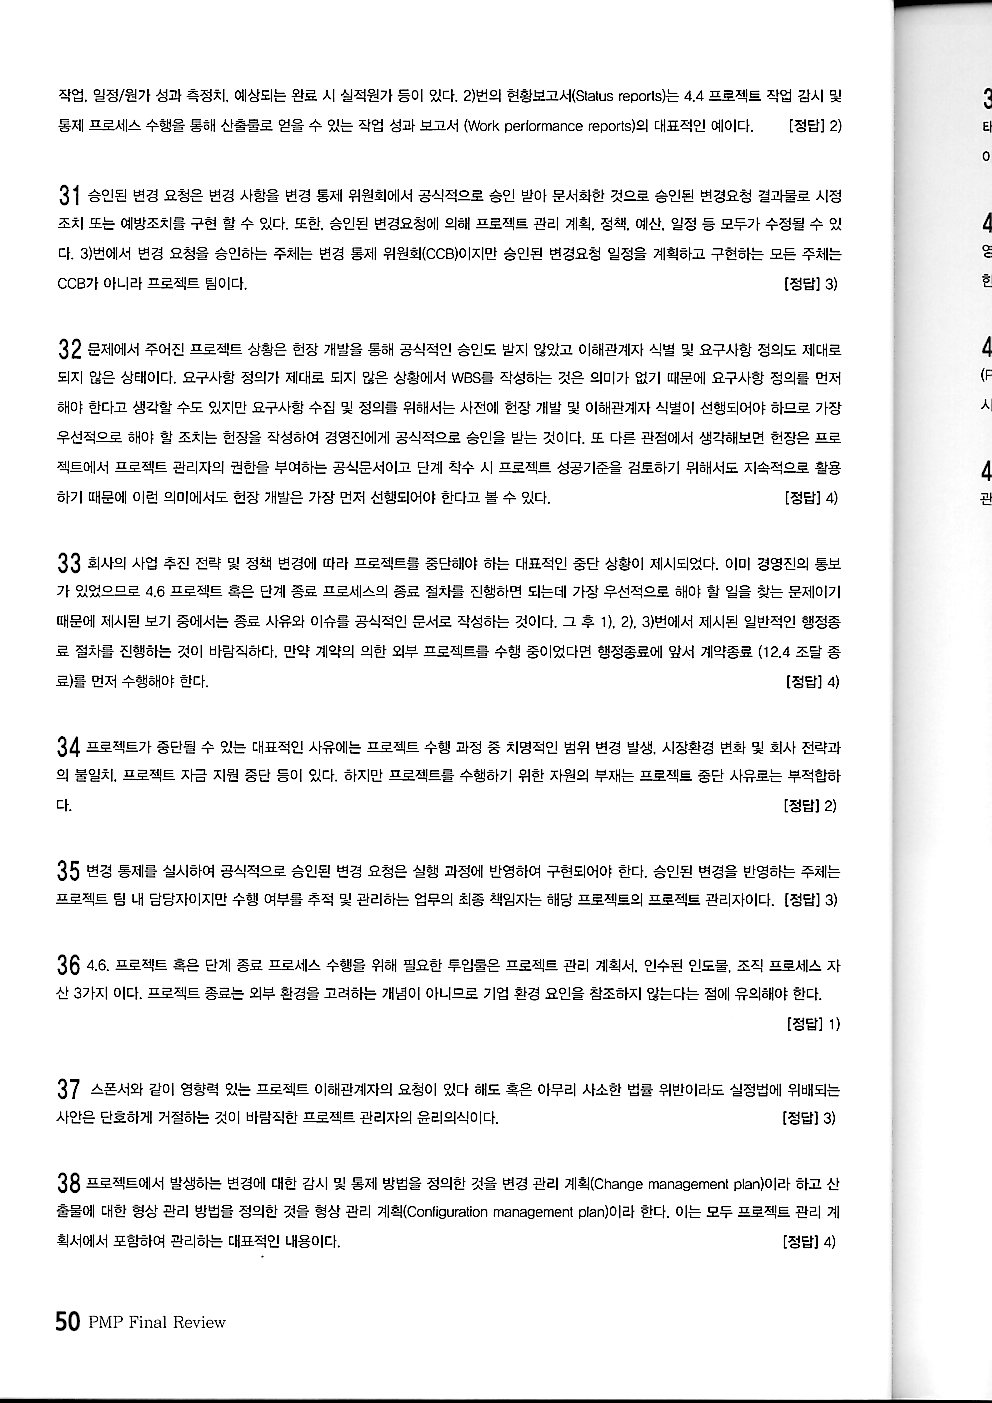 작업, 일정/원가 성과 측정치, 예상되는 완료 시 실적원가 등이 있다. 2)번의 현황보고서(Status reports)는 4.4 프로젝트 작업 감시 및
통제 프로세스 수행을 통해 산출물로 얻을 수 있는 작업 성과 보고서 (Work performance reports)의 대표적인 예이다. [정답] 2)
31 승인된 변경 요청은 변경 사항을 변경 통제 위원회에서 공식적으로 승인 받아 문서화한 것으로 승인된 변경요청 결과물로 시정
조치 또는 예방조치를 구현 할 수 있다. 또한, 승인된 변경요청에 의해 프로젝트 관리 계획, 정책, 예산, 일정 등 모두가 수정될 수 있
다. 3)번에서 변경 요청을 승인하는 주체는 변경 통제 위원회(CCB)이지만 승인된 변경요청 일정을 계획하고 구현하는 모든 주체는
CCB가 아니라 프로젝트 팀이다. [정답] 3)
32 문제에서 주어진 프로젝트 상황은 헌장 개발을 통해 공식적인 승인도 받지 않았고 이해관계자 식별 및 요구사항 정의도 제대로
되지 않은 상태이다. 요구사항 정의가 제대로 되지 않은 상황에서 WBS를 작성하는 것은 의미가 없기 때문에 요구사항 정의를 먼저
해야 한다고 생각할 수도 있지만 요구사항 수집 및 정의를 위해서는 사전에 헌장 개발 및 이해관계자 식별이 선행되어야 하므로 가장
우선적으로 해야 할 조치는 헌장을 작성하여 경영진에게 공식적으로 승인을 받는 것이다. 또 다른 관점에서 생각해보면 헌장은 프로
젝트에서 프로젝트 관리자의 권한을 부여하는 공식문서이고 단계 착수 시 프로젝트 성공기준을 검토하기 위해서도 지속적으로 활용
하기 때문에 이런 의미에서도 헌장 개발은 가장 먼저 선행되어야 한다고 볼 수 있다. [정답] 4)
33 회사의 사업 추진 전략 및 정책 변경에 따라 프로젝트를 중단해야 하는 대표적인 중단 상황이 제시되었다. 이미 경영진의 통보
가 있었으므로 4.6 프로젝트 혹은 단계 종료 프로세스의 종료 절차를 진행하면 되는데 가장 우선적으로 해야 할 일을 찾는 문제이기
때문에 제시된 보기 중에서는 종료 사유와 이슈를 공식적인 문서로 작성하는 것이다. 그 후 1), 2), 3)번에서 제시된 일반적인 행정종
료 절차를 진행하는 것이 바람직하다. 만약 계약의 의한 외부 프로젝트를 수행 중이었다면 행정종료에 앞서 계약종료 (12.4 조달 종
료)를 먼저 수행해야 한다. [정답] 4)
34 프로젝트가 중단될 수 있는 대표적인 사유에는 프로젝트 수행 과정 중 치명적인 범위 변경 발생, 시장환경 변화 및 회사 전략과
의 불일치, 프로젝트 자금 지원 중단 등이 있다. 하지만 프로젝트를 수행하기 위한 자원의 부재는 프로젝트 중단 사유로는 부적합하
다. [정답] 2)
35 변경 통제를 실시하여 공식적으로 승인된 변경 요청은 실행 과정에 반영하여 구현되어야 한다. 승인된 변경을 반영하는 주체는
프로젝트 팀 내 담당자이지만 수행 여부를 추적 및 관리하는 업무의 최종 책임자는 해당 프로젝트의 프로젝트 관리자이다. [정답] 3)
36 4.6. 프로젝트 혹은 단계 종료 프로세스 수행을 위해 필요한 투입물은 프로젝트 관리 계획서, 인수된 인도물, 조직 프로세스 자
산 3가지 이다. 프로젝트 종료는 외부 환경을 고려하는 개념이 아니므로 기업 환경 요인을 참조하지 않는다는 점에 유의해야 한다.
[정답] 1)
37 스폰서와 같이 영향력 있는 프로젝트 이해관계자의 요청이 있다 해도 혹은 아무리 사소한 법률 위반이라도 실정법에 위배되는
사안은 단호하게 거절하는 것이 바람직한 프로젝트 관리자의 윤리의식이다. [정답] 3)
38 프로젝트에서 발생하는 변경에 대한 감시 및 통제 방법을 정의한 것을 변경 관리 계획(Change management plan)이라 하고 산
출물에 대한 형상 관리 방법을 정의한 것을 형상 관리 계획(Configuration management plan)이라 한다. 이는 모두 프로젝트 관리 계
획서에서 포함하여 관리하는 대표적인 내용이다. [정답] 4)
50 PMP Final Review